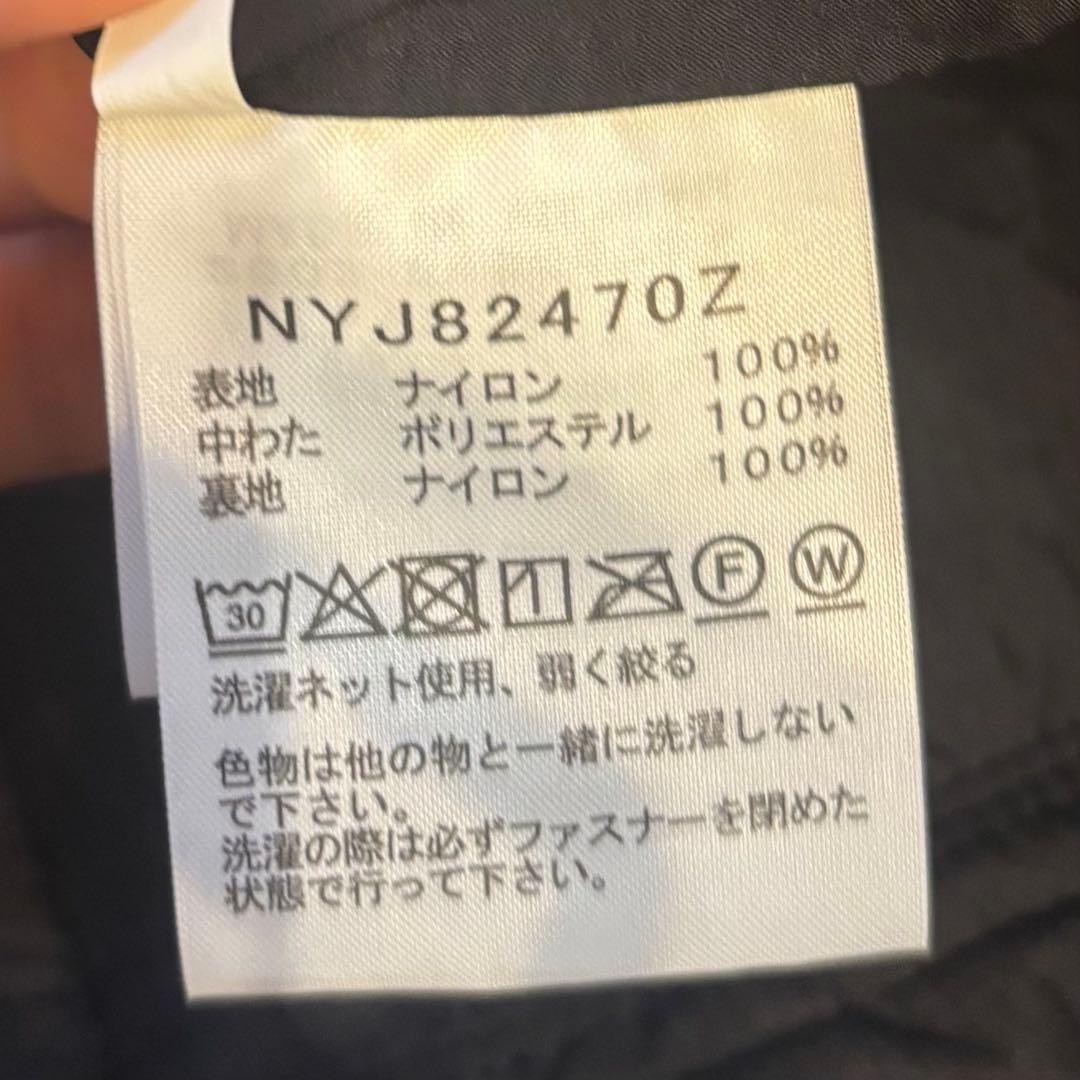 NYJ82470Z
表地 ナイロン 100%
中わた ポリエステル 100%
裏地 ナイロン 100%
30 F W
洗濯ネット使用、弱く絞る
色物は他の物と一緒に洗濯しない
で下さい。
洗濯の際は必ずファスナーを閉めた
状態で行って下さい。